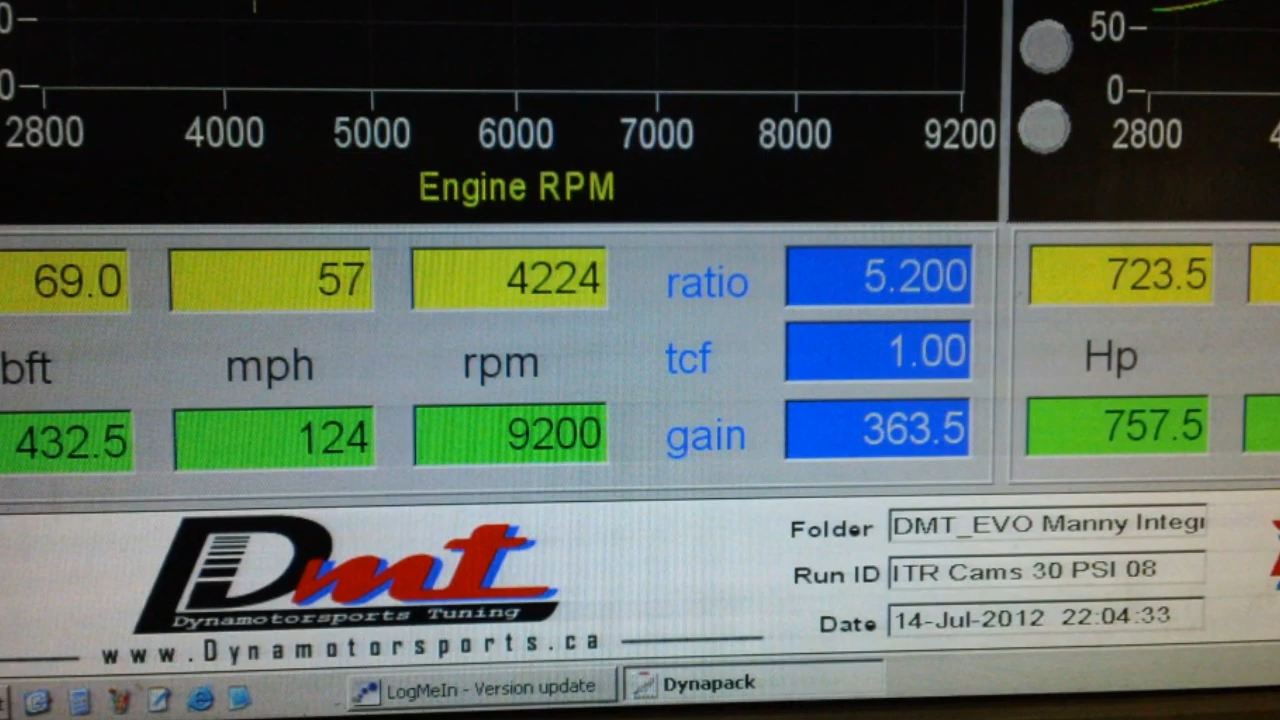 50
0
2800 4000 5000 6000 7000 8000 9200 2800
Engine RPM
69.0 57 4224 ratio 5.200 723.5
bft mph rpm tcf 1.00 Hp
432.5 124 9200 gain 363.5 757.5
Dmt
Dynamotorsports Tuning
www.Dynamotorsports.ca
Folder DMT_EVO Manny Integr
Run ID ITR Cams 30 PSI 08
Date 14-Jul-2012 22:04:33
LogMeIn - Version update Dynapack